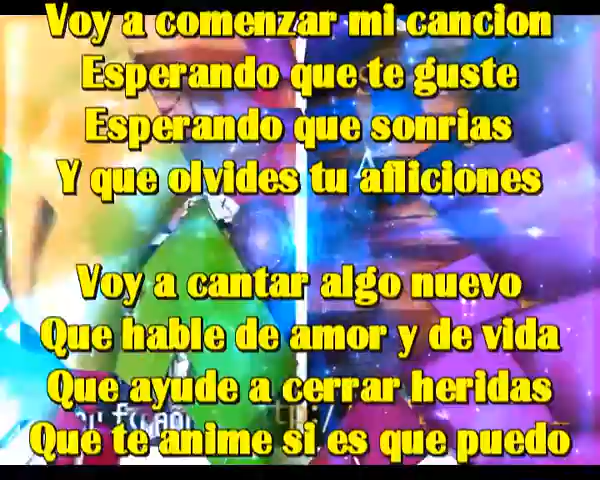 Voy a comenzar mi cancion
Esperando que te guste
Esperando que sonrias
Y que olvides tu afliciones
Voy a cantar algo nuevo
Que hable de amor y de vida
Que ayude a cerrar heridas
Que te anime si es que puedo